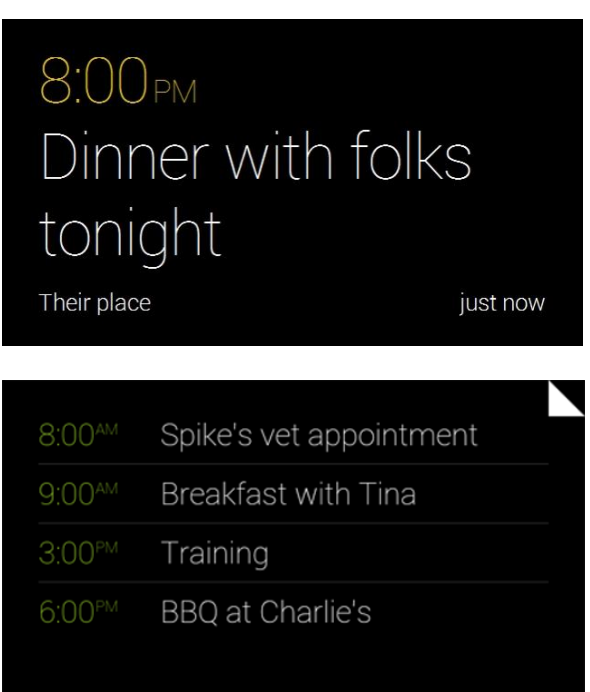 8:00PM
Dinner with folks
tonight
Their place just now
8:00AM Spike's vet appointment
9:00AM Breakfast with Tina
3:00PM Training
6:00PM BBQ at Charlie's